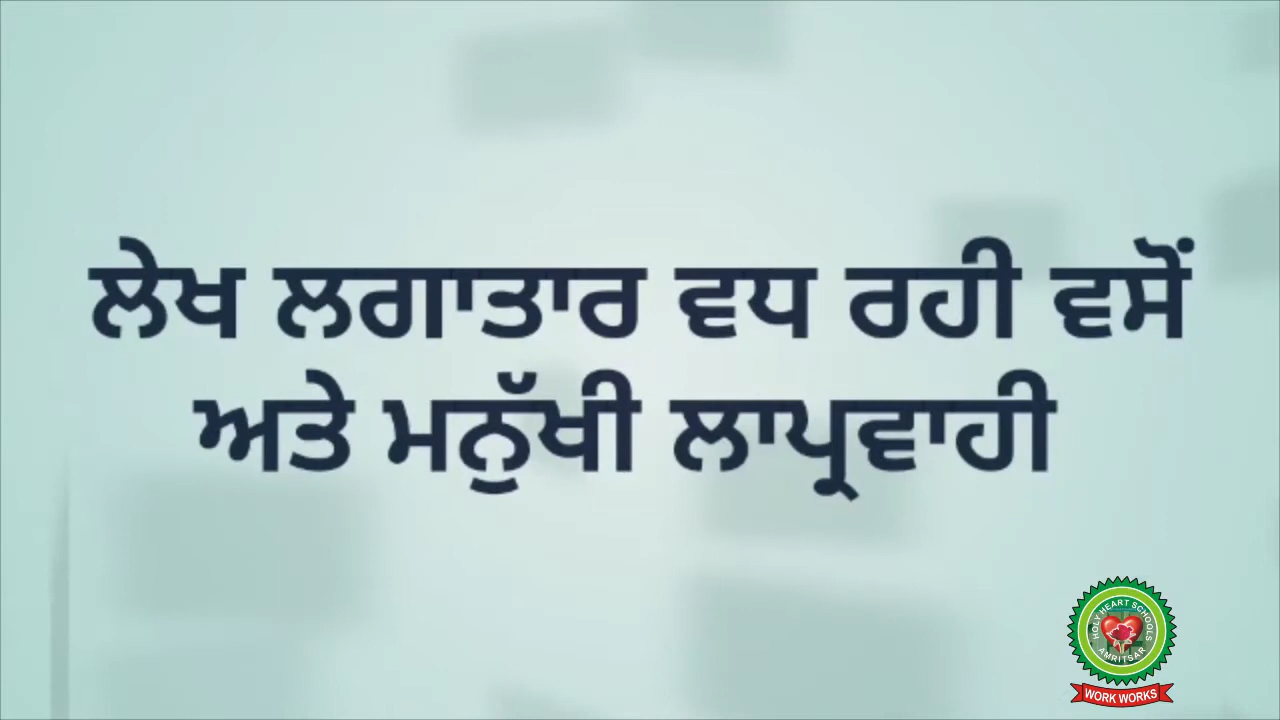 ਲੇਖ ਲਗਾਤਾਰ ਵਧ ਰਹੀ ਵਸੋਂ
ਅਤੇ ਮਨੁੱਖੀ ਲਾਪ੍ਰਵਾਹੀ
HOLY HEART SCHOOLS
AMRITSAR
WORK WORKS